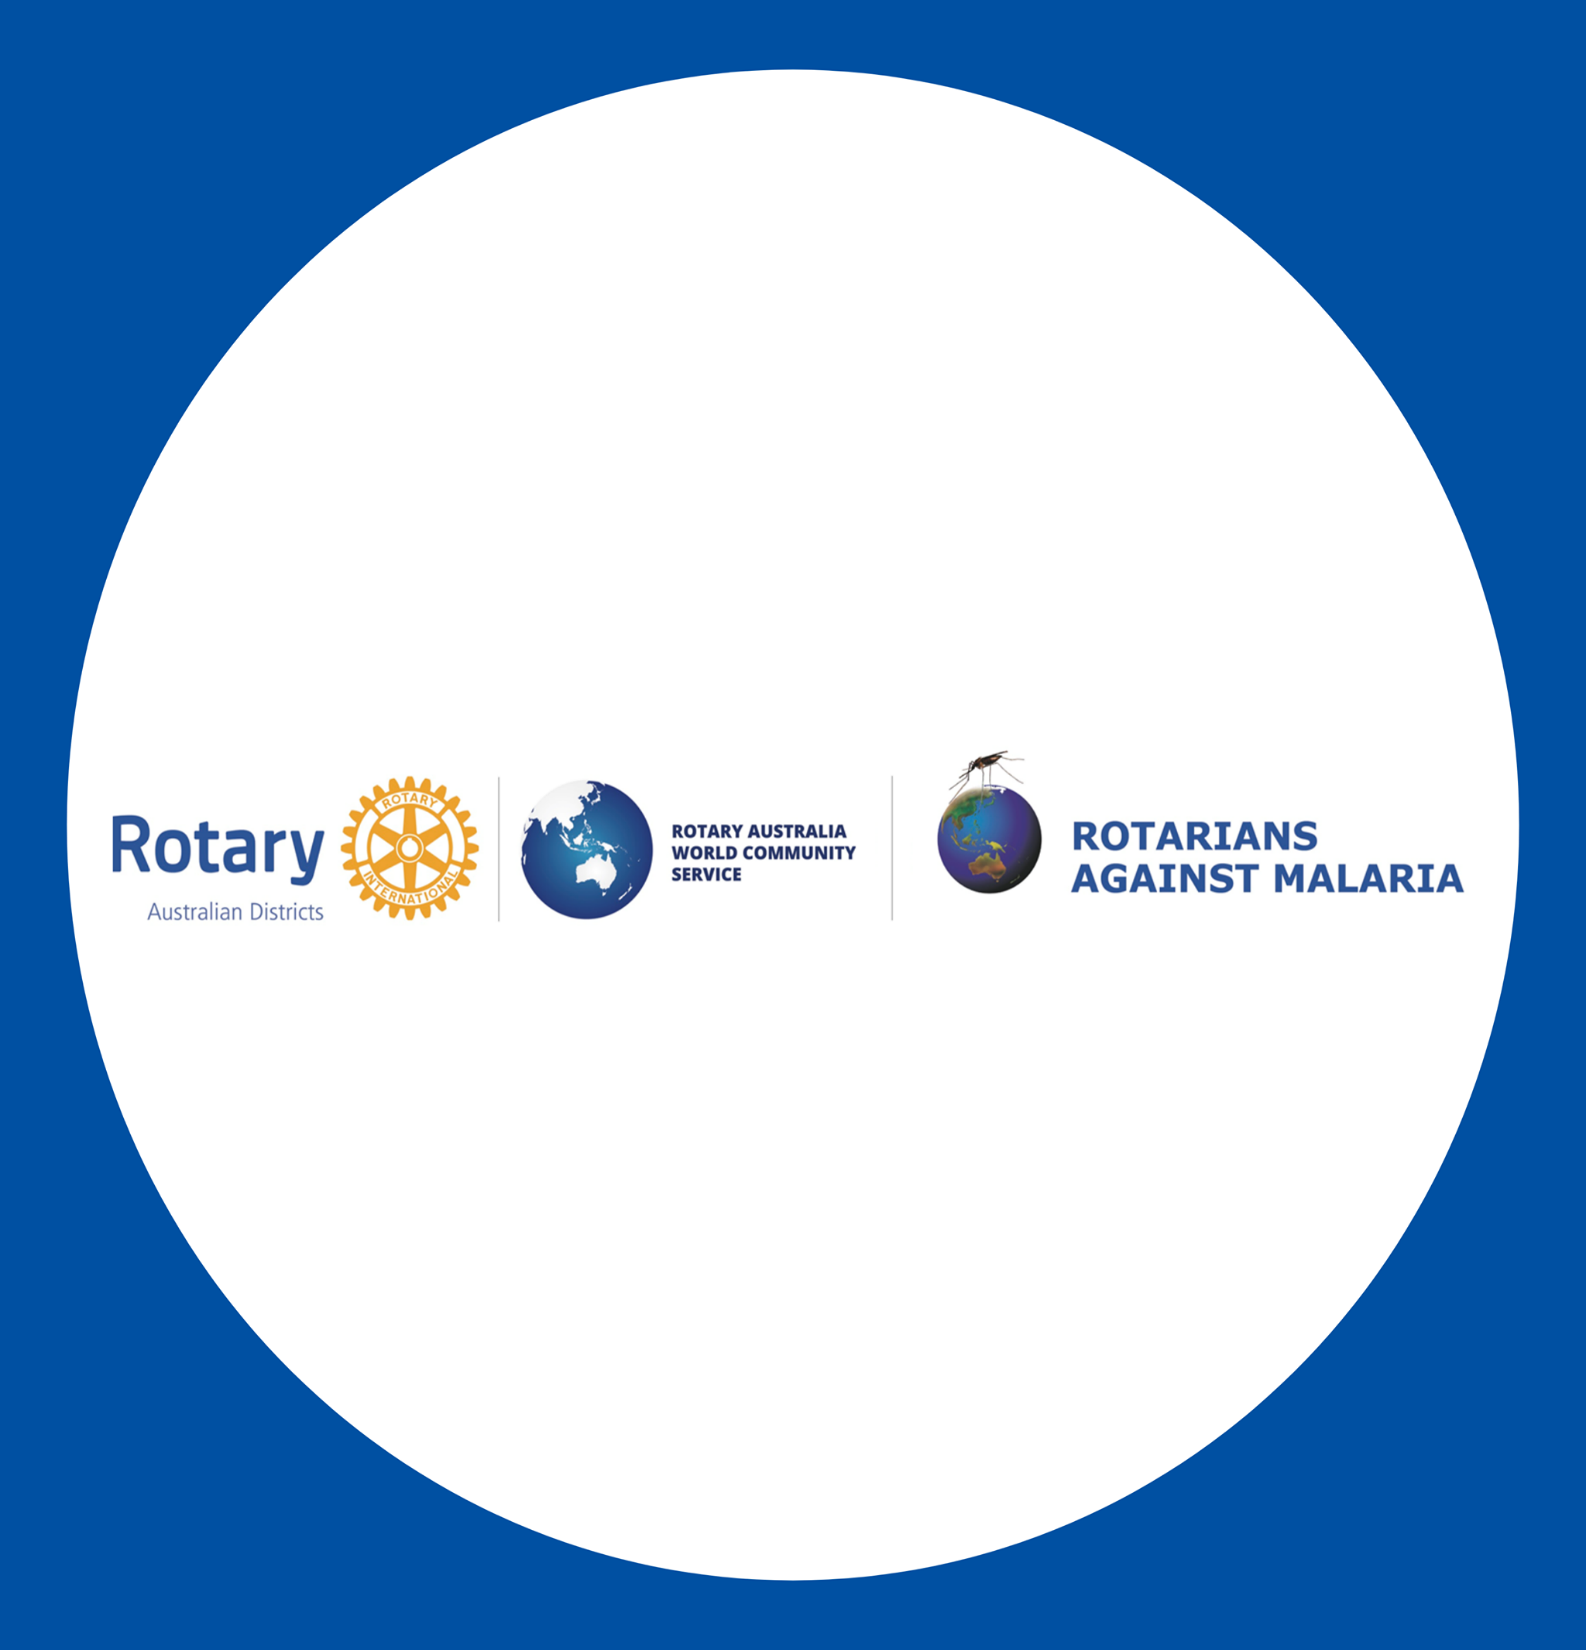 Rotary
Australian Districts
ROTARY
INTERNATIONAL
ROTARY AUSTRALIA
WORLD COMMUNITY
SERVICE
ROTARIANS
AGAINST MALARIA